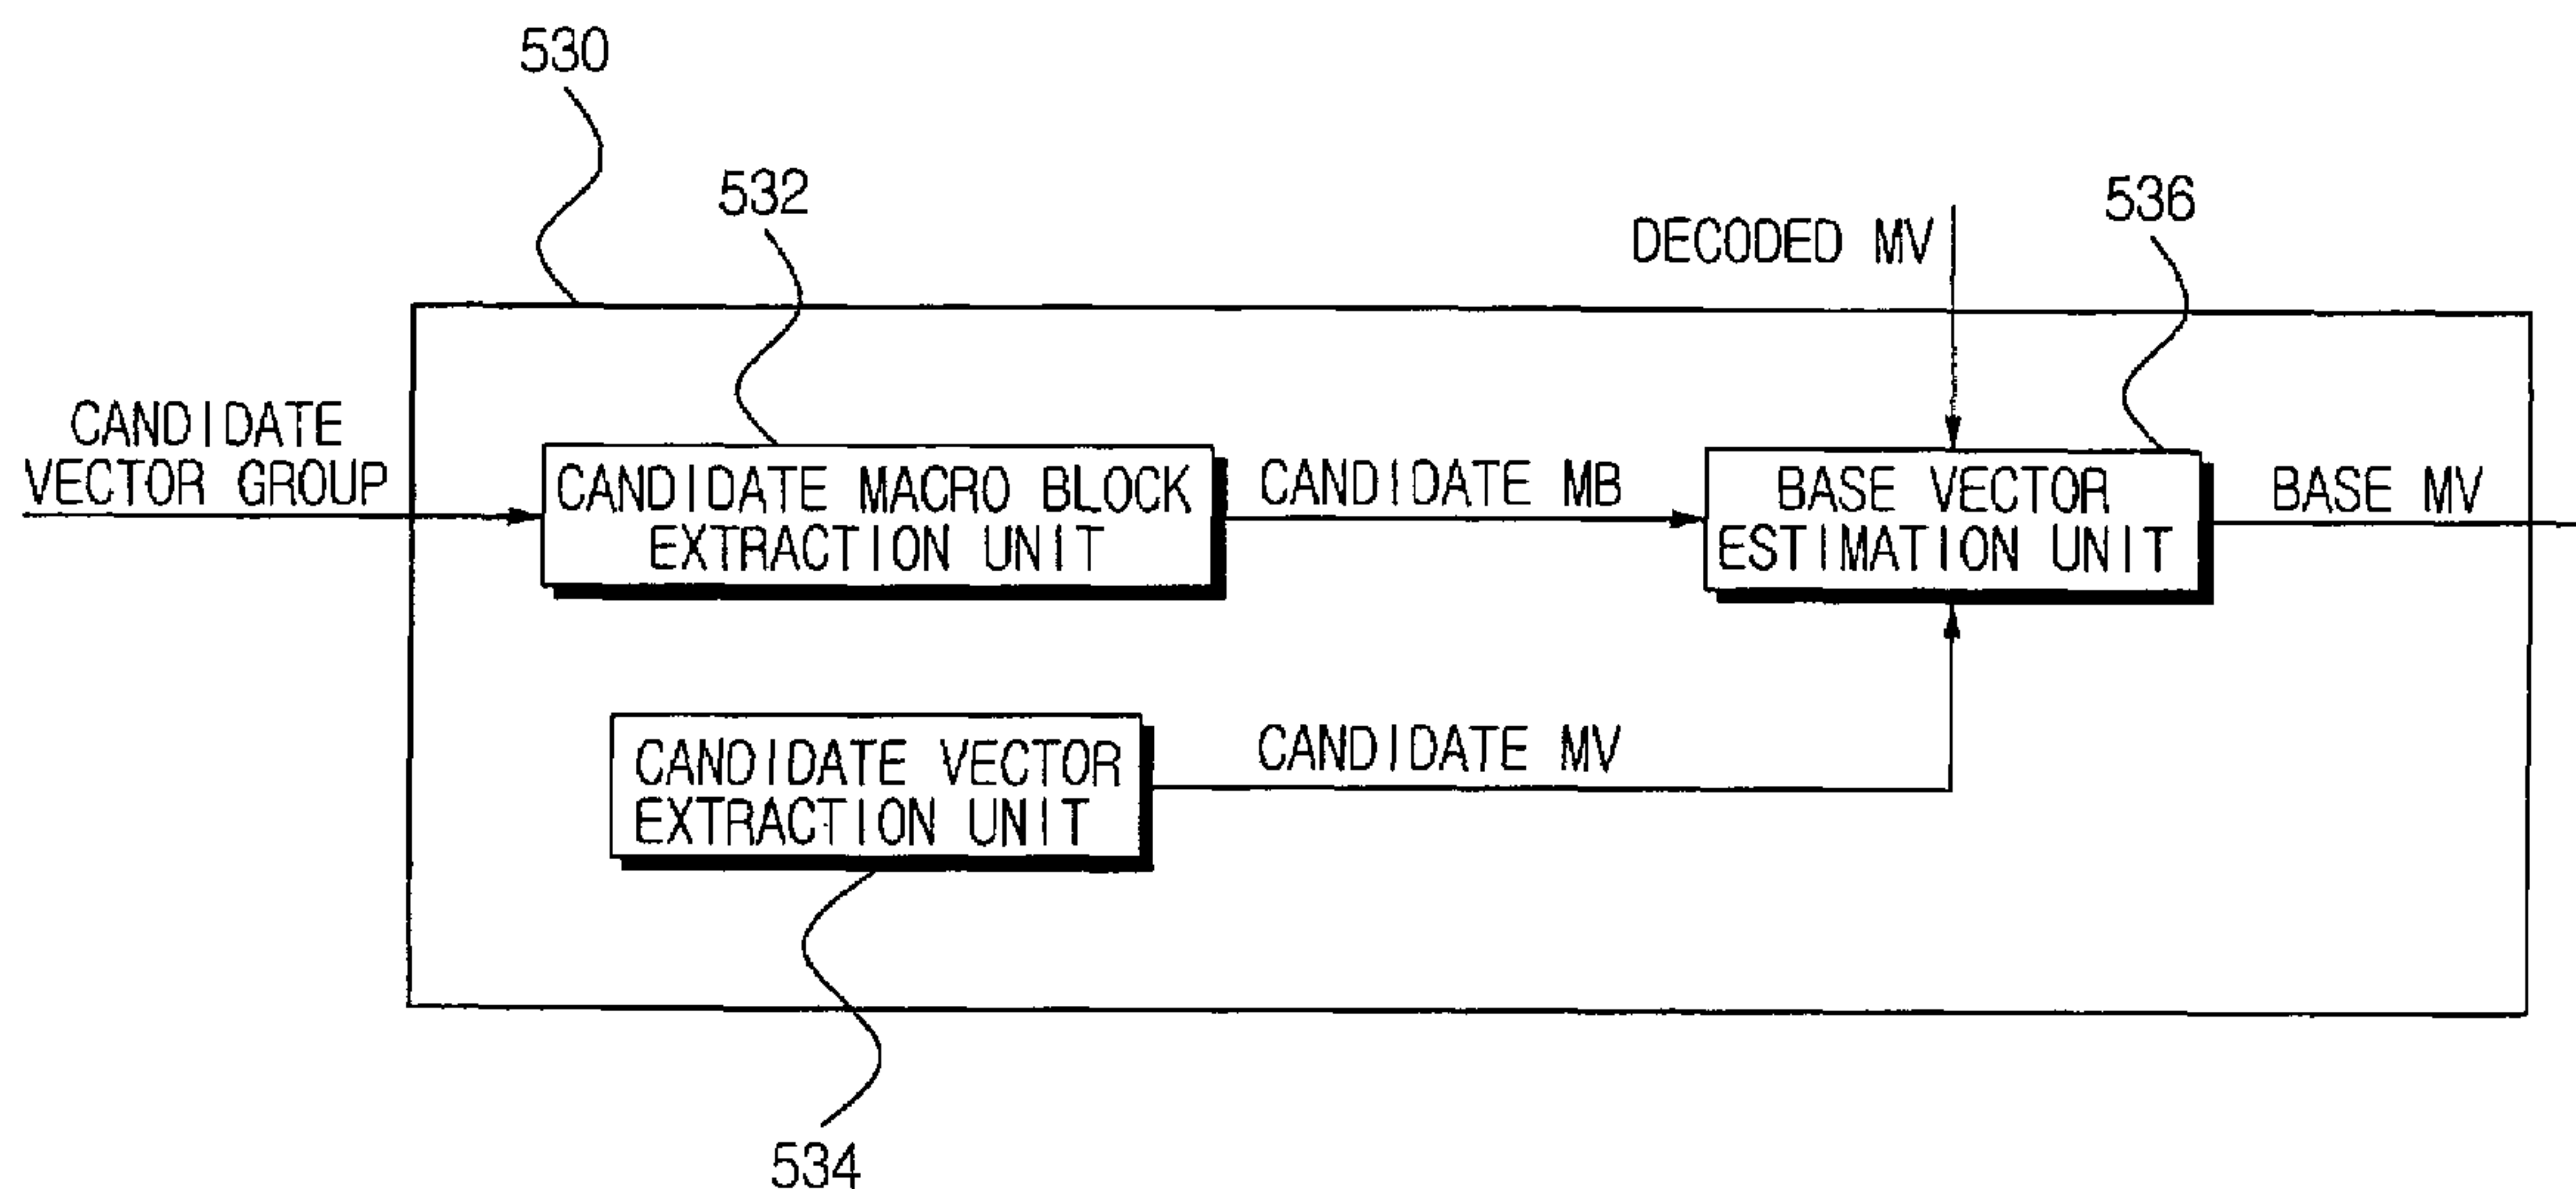 530
532
536
DECODED MV
CANDIDATE
VECTOR GROUP
CANDIDATE MACRO BLOCK
EXTRACTION UNIT
CANDIDATE MB
BASE VECTOR
ESTIMATION UNIT
BASE MV
CANDIDATE VECTOR
EXTRACTION UNIT
CANDIDATE MV
534